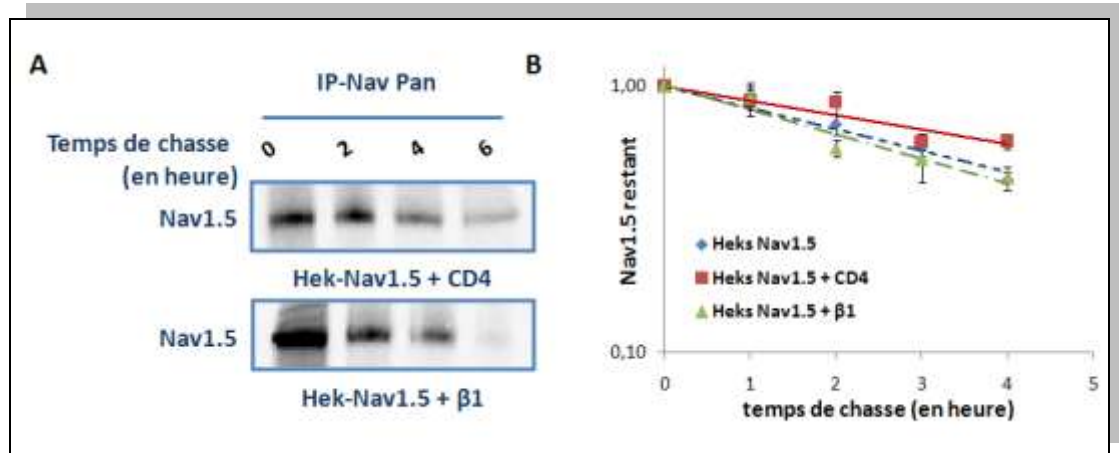 A
IP-Nav Pan
Temps de chasse
(en heure)
0 2 4 6
Nav1.5
Hek-Nav1.5 + CD4
Nav1.5
Hek-Nav1.5 + β1
B
Nav1.5 restant
1,00
0,10
Heks Nav1.5
Heks Nav1.5 + CD4
Heks Nav1.5 + β1
0 1 2 3 4 5
temps de chasse (en heure)